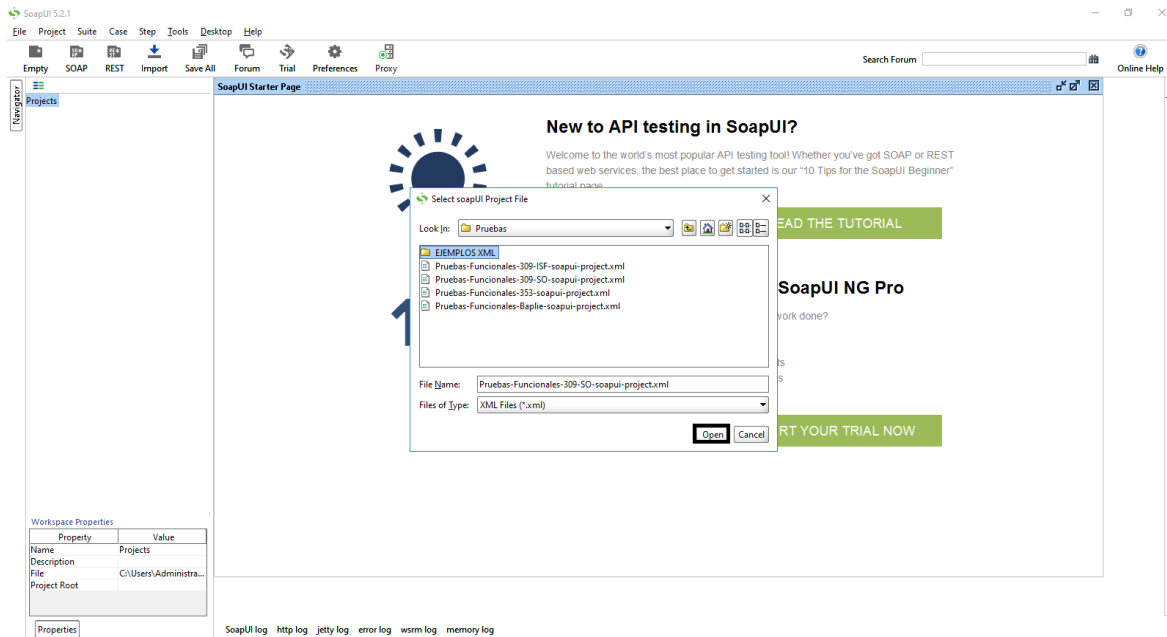 SoapUI 5.2.1
File Project Suite Case Step Tools Desktop Help
Empty SOAP REST Import Save All Forum Trial Preferences Proxy
Search Forum
Online Help
Navigator
Projects
SoapUI Starter Page
New to API testing in SoapUI?
Welcome to the world's most popular API testing tool! Whether you've got SOAP or REST
based web services, the best place to get started is our "10 Tips for the SoapUI Beginner"
tutorial page
EAD THE TUTORIAL
SoapUI NG Pro
work done?
ts
s
RT YOUR TRIAL NOW
1
Select soapUI Project File
Look In: Pruebas
EJEMPLOS XML
Pruebas-Funcionales-309-ISF-soapui-project.xml
Pruebas-Funcionales-309-SO-soapui-project.xml
Pruebas-Funcionales-353-soapui-project.xml
Pruebas-Funcionales-Baplie-soapui-project.xml
File Name: Pruebas-Funcionales-309-SO-soapui-project.xml
Files of Type: XML Files (*.xml)
Open Cancel
Workspace Properties
Property Value
Name Projects
Description
File C:\Users\Administra...
Project Root
Properties
SoapUI log http log jetty log error log wsrm log memory log